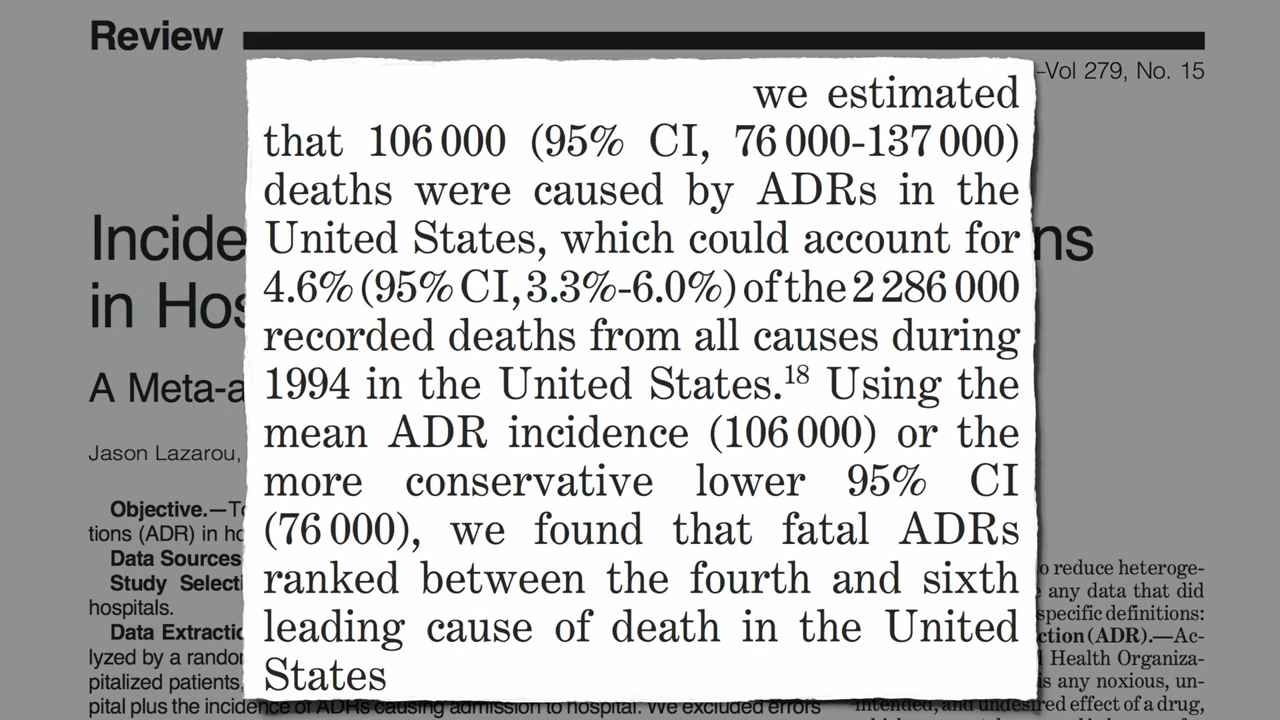 Review
–Vol 279, No. 15
we estimated
that 106 000 (95% CI, 76 000-137 000)
deaths were caused by ADRs in the
United States, which could account for
4.6% (95% CI, 3.3%-6.0%) of the 2 286 000
recorded deaths from all causes during
1994 in the United States.¹⁸ Using the
mean ADR incidence (106 000) or the
more conservative lower 95% CI
(76 000), we found that fatal ADRs
ranked between the fourth and sixth
leading cause of death in the United
States
Incide
ns
in Hos
A Meta-a
Jason Lazarou,
Objective.—To
tions (ADR) in ho
Data Sources
Study Selecti
hospitals.
Data Extractio
lyzed by a rando
pitalized patients,
pital plus the incidence of ADRs causing admission to hospital. We excluded errors
o reduce heteroge-
any data that did
specific definitions:
ction (ADR).—Ac-
Health Organiza-
is any noxious, un-
intended, and undesired effect of a drug,